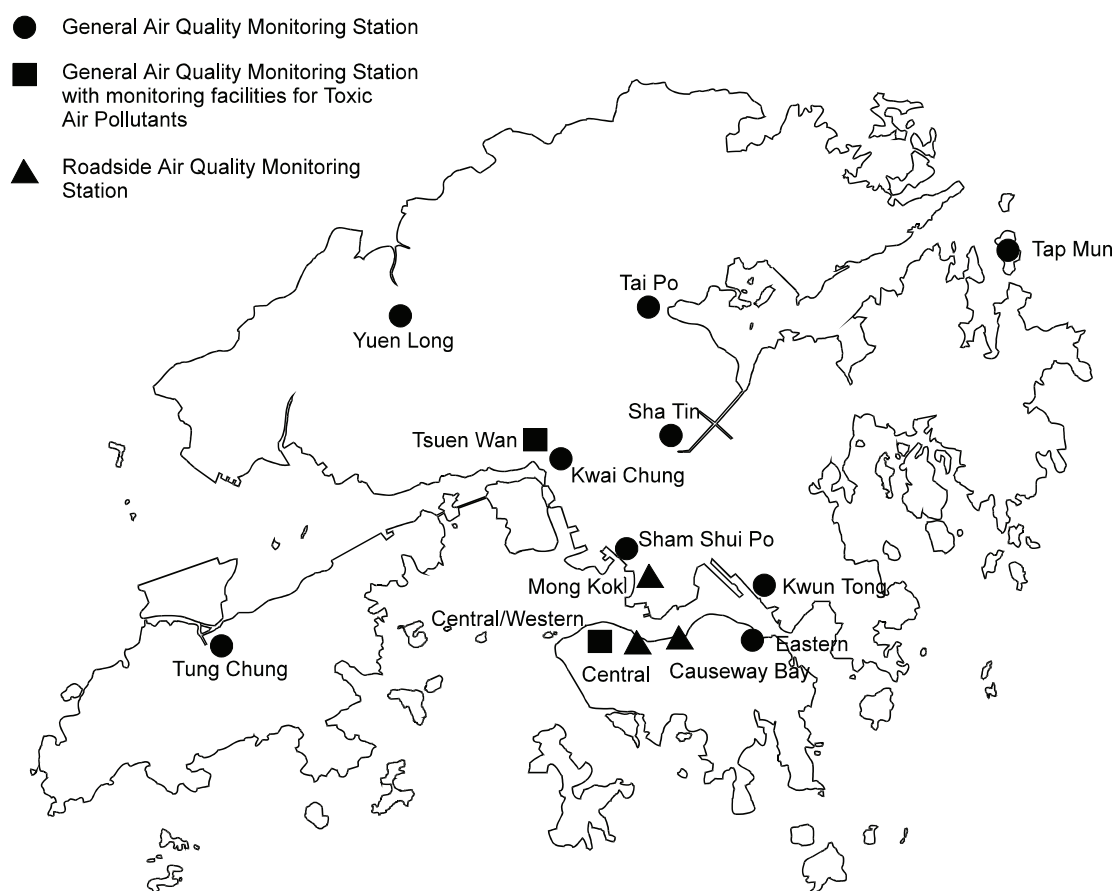 General Air Quality Monitoring Station
General Air Quality Monitoring Station
with monitoring facilities for Toxic
Air Pollutants
Roadside Air Quality Monitoring
Station
Tap Mun
Tai Po
Yuen Long
Sha Tin
Tsuen Wan
Kwai Chung
Sham Shui Po
Mong Kok
Kwun Tong
Central/Western
Eastern
Tung Chung
Central
Causeway Bay